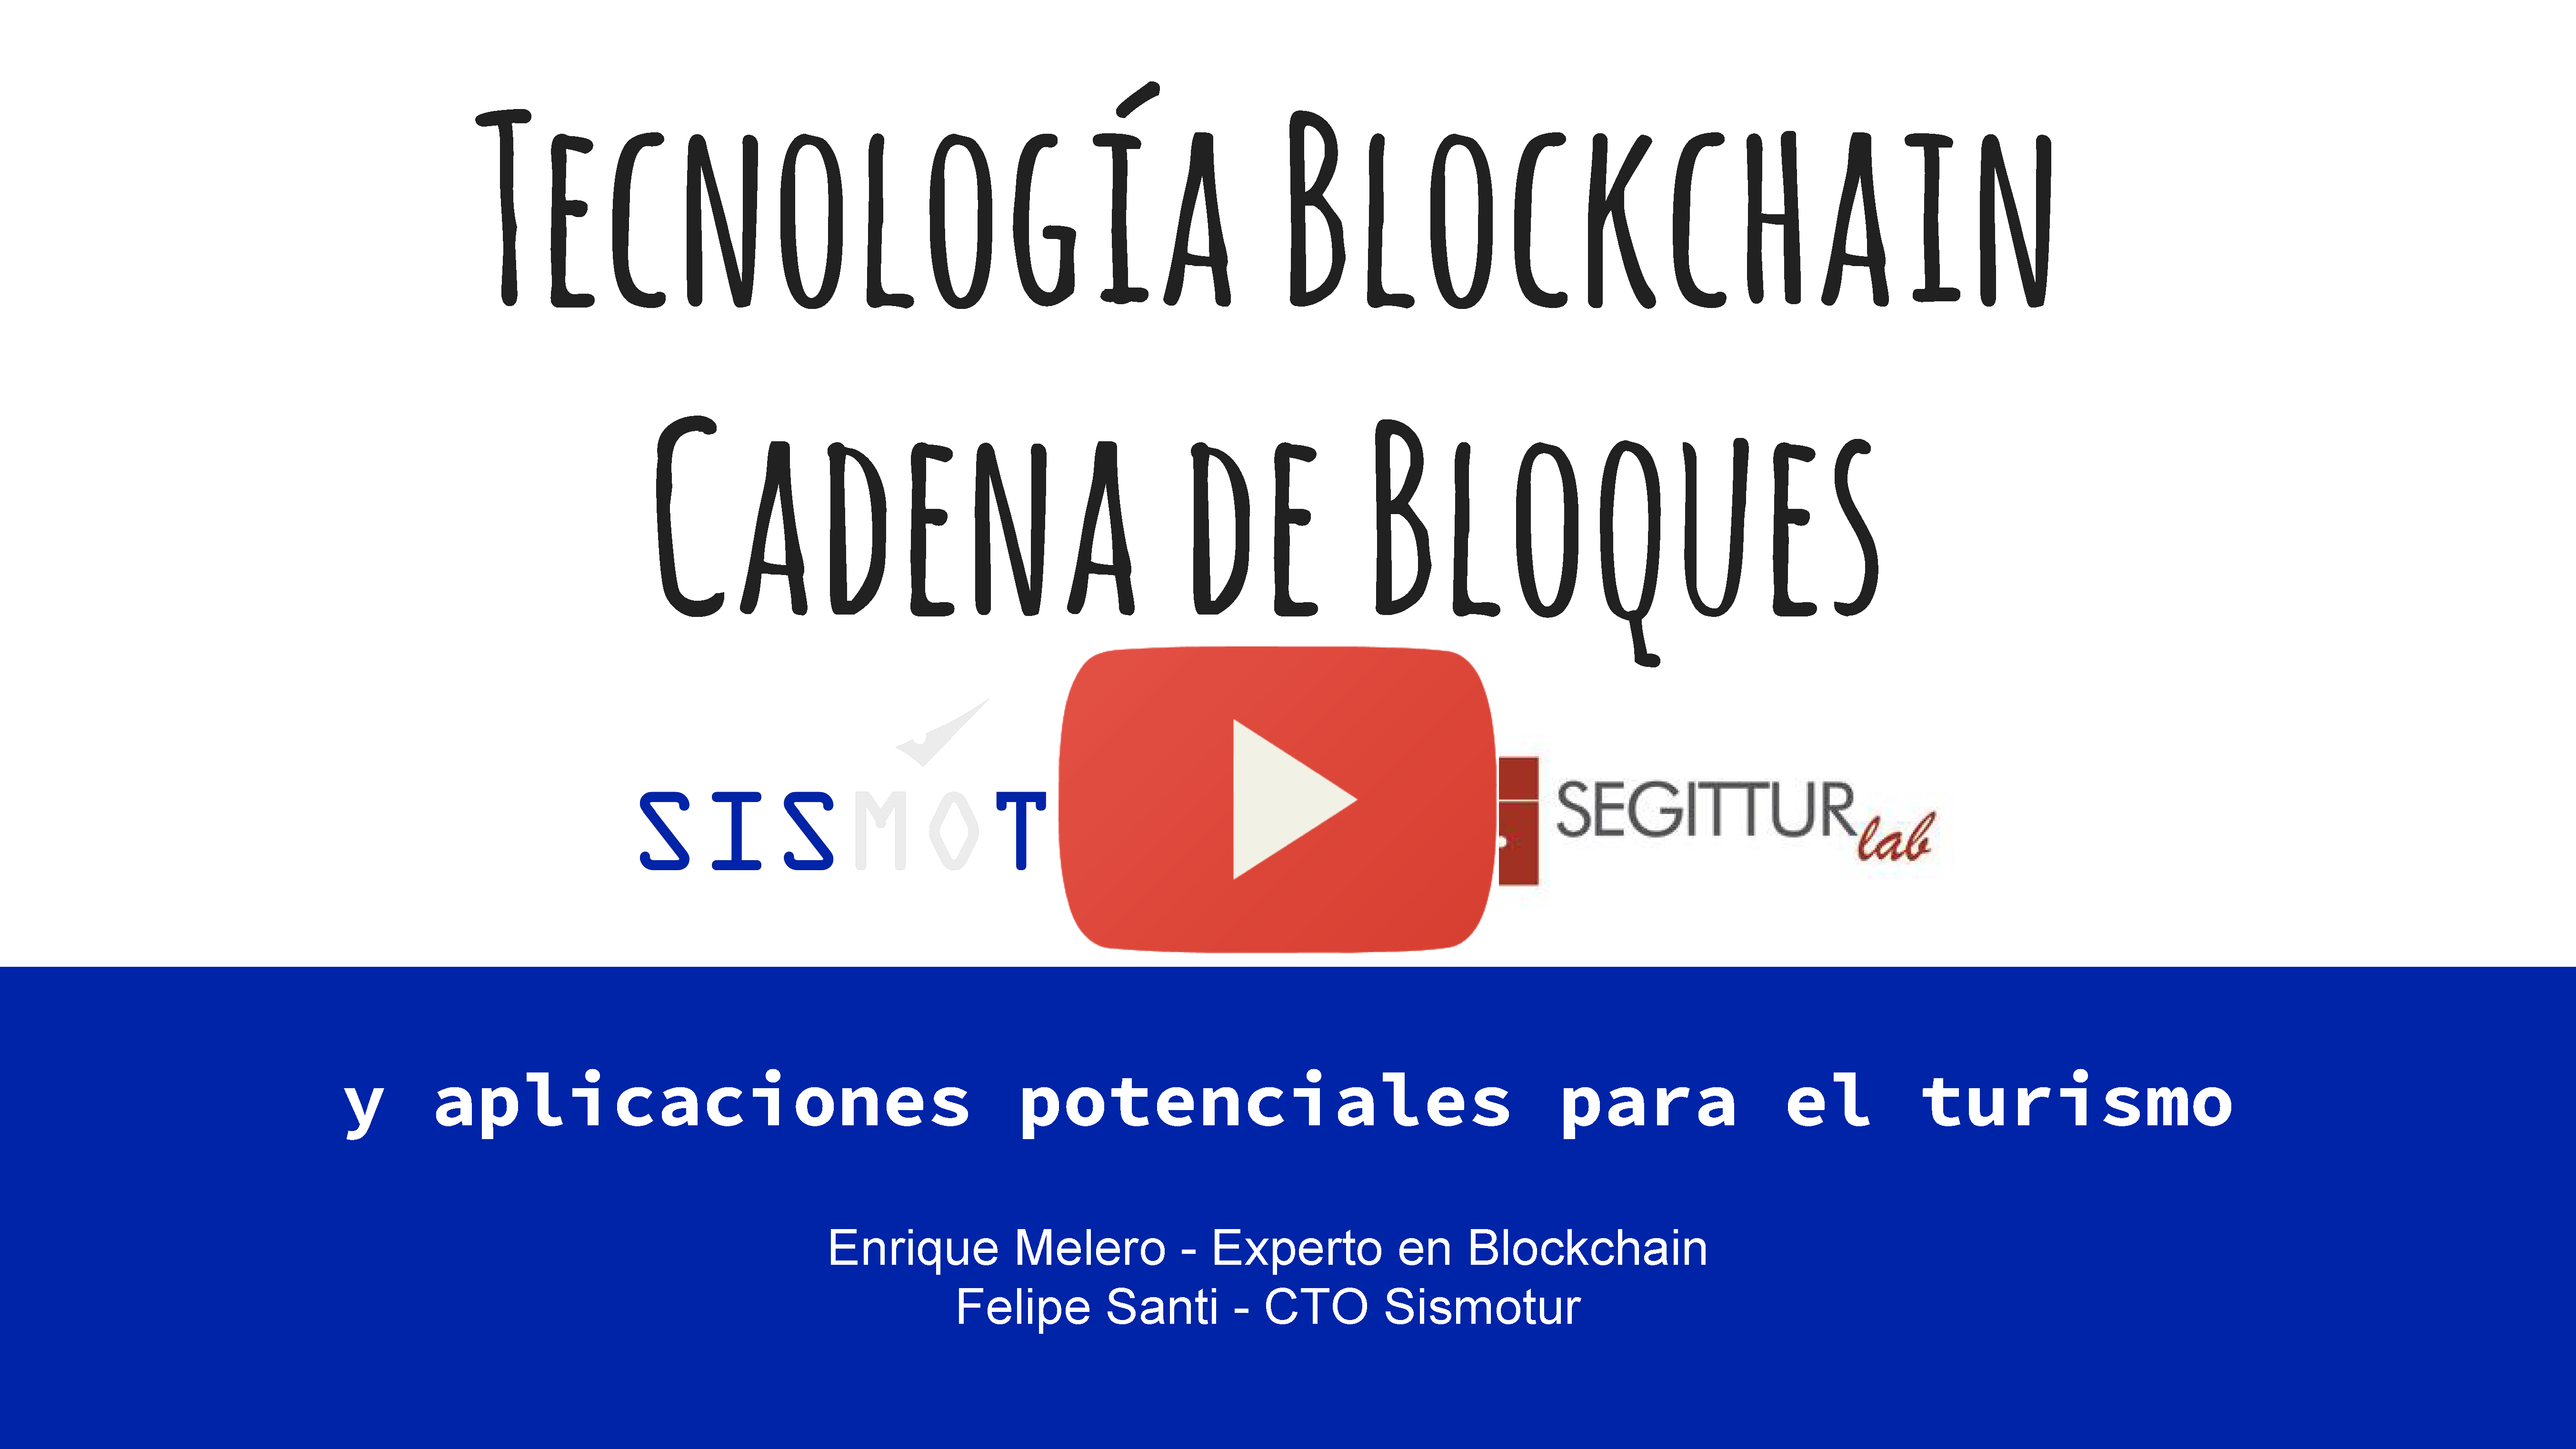 Tecnología Blockchain
Cadena de Bloques
SISMOT
SEGITTUR lab
y aplicaciones potenciales para el turismo
Enrique Melero - Experto en Blockchain
Felipe Santi - CTO Sismotur